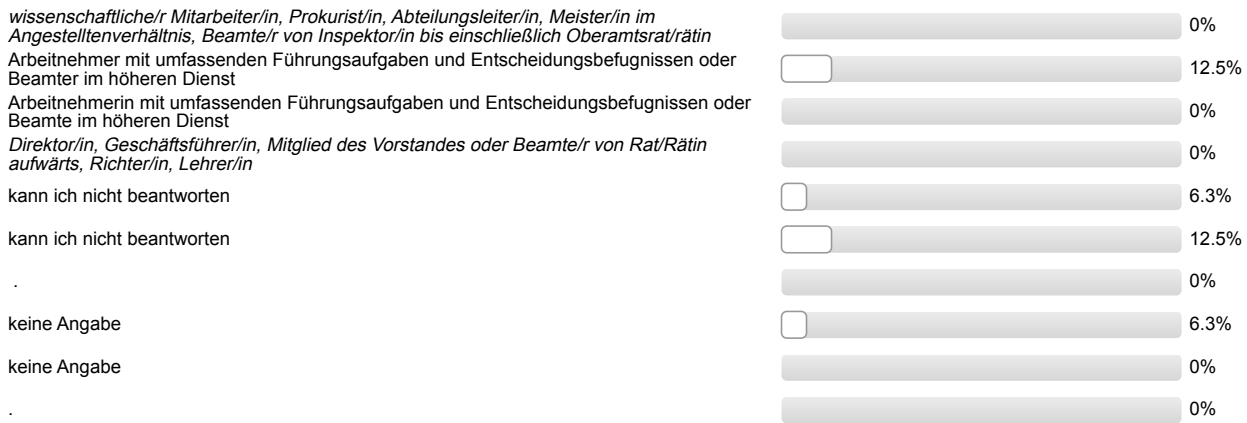 wissenschaftliche/r Mitarbeiter/in, Prokurist/in, Abteilungsleiter/in, Meister/in im
Angestelltenverhältnis, Beamte/r von Inspektor/in bis einschließlich Oberamtsrat/rätin
0%
Arbeitnehmer mit umfassenden Führungsaufgaben und Entscheidungsbefugnissen oder
Beamter im höheren Dienst
12.5%
Arbeitnehmerin mit umfassenden Führungsaufgaben und Entscheidungsbefugnissen oder
Beamte im höheren Dienst
0%
Direktor/in, Geschäftsführer/in, Mitglied des Vorstandes oder Beamte/r von Rat/Rätin
aufwärts, Richter/in, Lehrer/in
0%
kann ich nicht beantworten 6.3%
kann ich nicht beantworten 12.5%
. 0%
keine Angabe 6.3%
keine Angabe 0%
. 0%